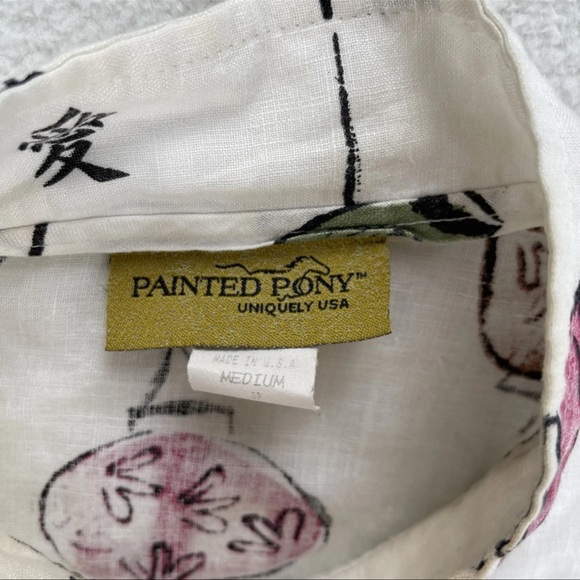 愛
PAINTED PONY™
UNIQUELY USA
MADE IN U.S.A
MEDIUM